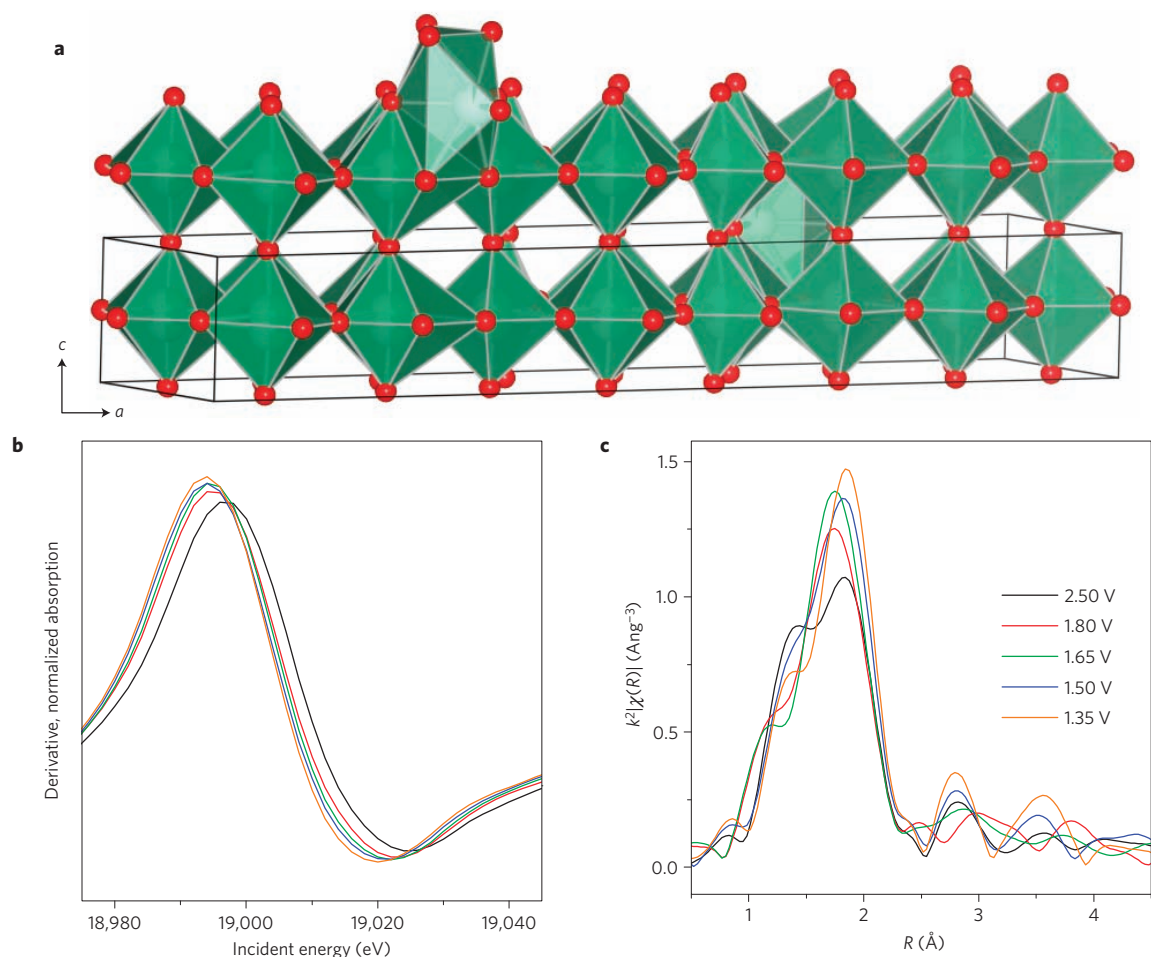 a
c
a
b
Derivative, normalized absorption
18,980
19,000
19,020
19,040
Incident energy (eV)
c
k²|χ(R)| (Ang⁻³)
1.5
1.0
0.5
0.0
2.50 V
1.80 V
1.65 V
1.50 V
1.35 V
1
2
3
4
R (Å)